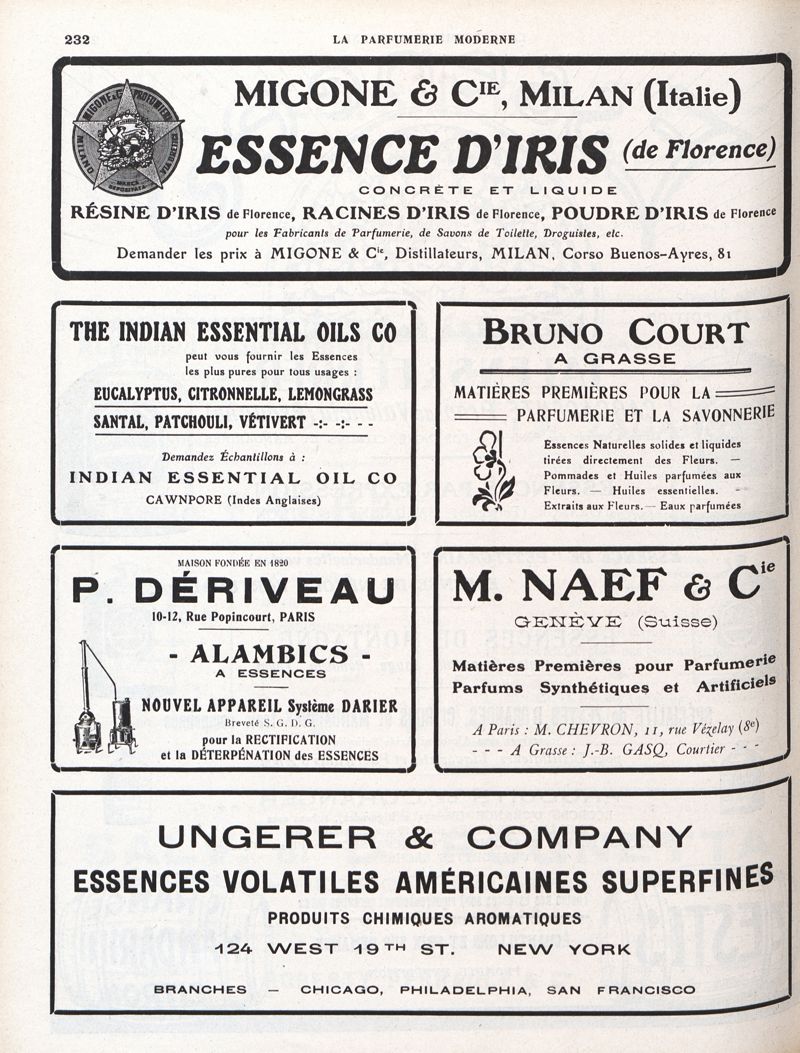 232
LA PARFUMERIE MODERNE
MIGONE & CIE, MILAN (Italie)
MIGONE & C PROFUMIERI
MILANO
MARCA
DEPOSITATA
ESSENCE D'IRIS (de Florence)
CONCRÈTE ET LIQUIDE
RÉSINE D'IRIS de Florence, RACINES D'IRIS de Florence, POUDRE D'IRIS de Florence
pour les Fabricants de Parfumerie, de Savons de Toilette, Droguistes, etc.
Demander les prix à MIGONE & Cie, Distillateurs, MILAN, Corso Buenos-Ayres, 81
THE INDIAN ESSENTIAL OILS CO
peut vous fournir les Essences
les plus pures pour tous usages :
EUCALYPTUS, CITRONNELLE, LEMONGRASS
SANTAL, PATCHOULI, VÉTIVERT -:- -:- - -
Demandez Échantillons à :
INDIAN ESSENTIAL OIL CO
CAWNPORE (Indes Anglaises)
BRUNO COURT
A GRASSE
MATIÈRES PREMIÈRES POUR LA
PARFUMERIE ET LA SAVONNERIE
Essences Naturelles solides et liquides
tirées directement des Fleurs. —
Pommades et Huiles parfumées aux
Fleurs. — Huiles essentielles. —
Extraits aux Fleurs. — Eaux parfumées
MAISON FONDÉE EN 1820
P. DÉRIVEAU
10-12, Rue Popincourt, PARIS
- ALAMBICS -
A ESSENCES
NOUVEL APPAREIL Système DARIER
Breveté S. G. D. G.
pour la RECTIFICATION
et la DÉTERPÉNATION des ESSENCES
M. NAEF & Cie
GENÈVE (Suisse)
Matières Premières pour Parfumerie
Parfums Synthétiques et Artificiels
A Paris : M. CHEVRON, 11, rue Vézelay (8e)
- - - A Grasse : J.-B. GASQ, Courtier - - -
UNGERER & COMPANY
ESSENCES VOLATILES AMÉRICAINES SUPERFINES
PRODUITS CHIMIQUES AROMATIQUES
124 WEST 19TH ST. NEW YORK
BRANCHES — CHICAGO, PHILADELPHIA, SAN FRANCISCO